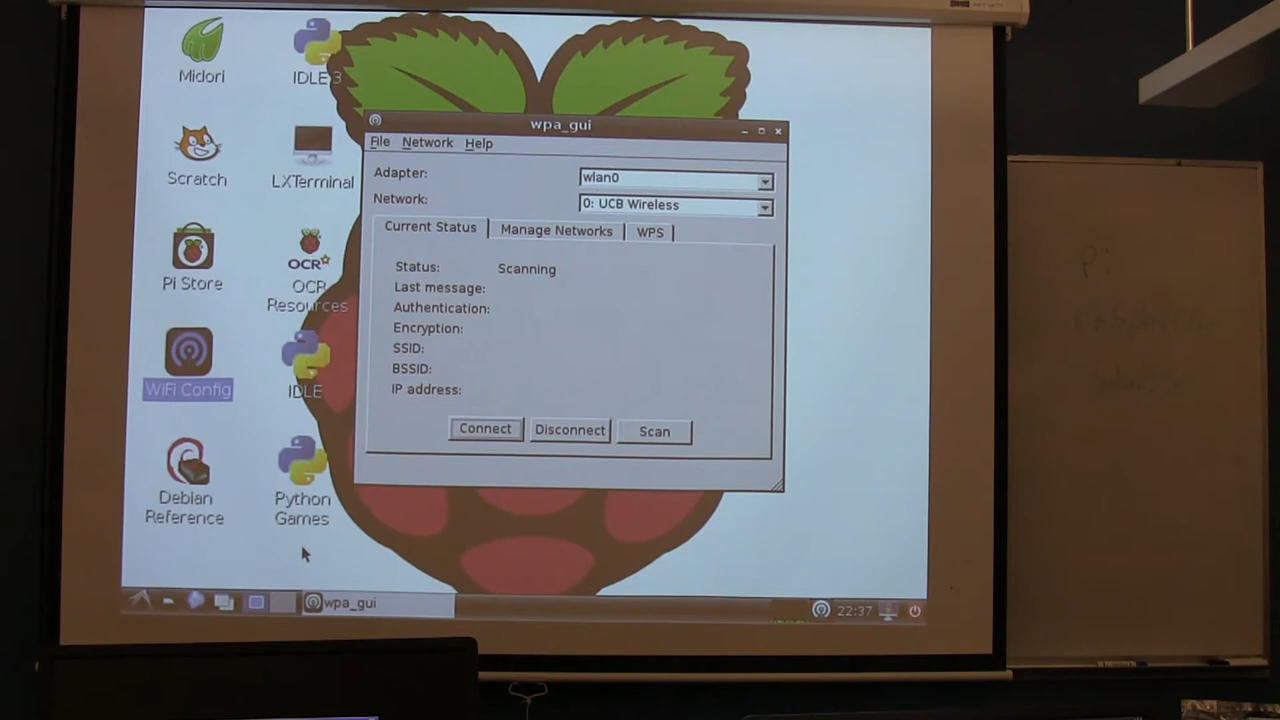 Midori
IDLE 3
Scratch
LXTerminal
Pi Store
OCR
OCR
Resources
WiFi Config
IDLE
Debian
Reference
Python
Games
wpa_gui
File Network Help
Adapter: wlan0
Network: 0: UCB Wireless
Current Status Manage Networks WPS
Status: Scanning
Last message:
Authentication:
Encryption:
SSID:
BSSID:
IP address:
Connect Disconnect Scan
wpa_gui
22:37
Pi